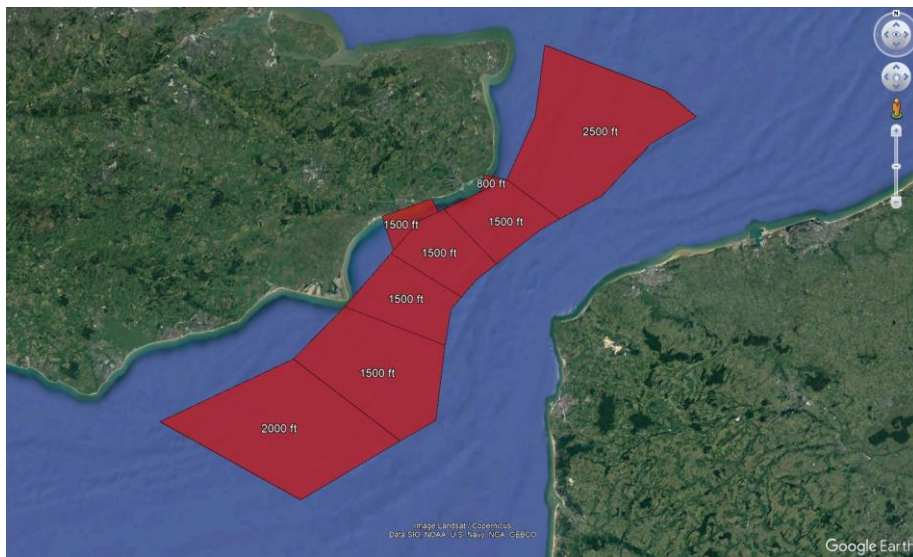 N
2500 ft
800 ft
1500 ft
1500 ft
1500 ft
1500 ft
1500 ft
2000 ft
Image Landsat / Copernicus
Data SIO, NOAA, U.S. Navy, NGA, GEBCO
Google Earth